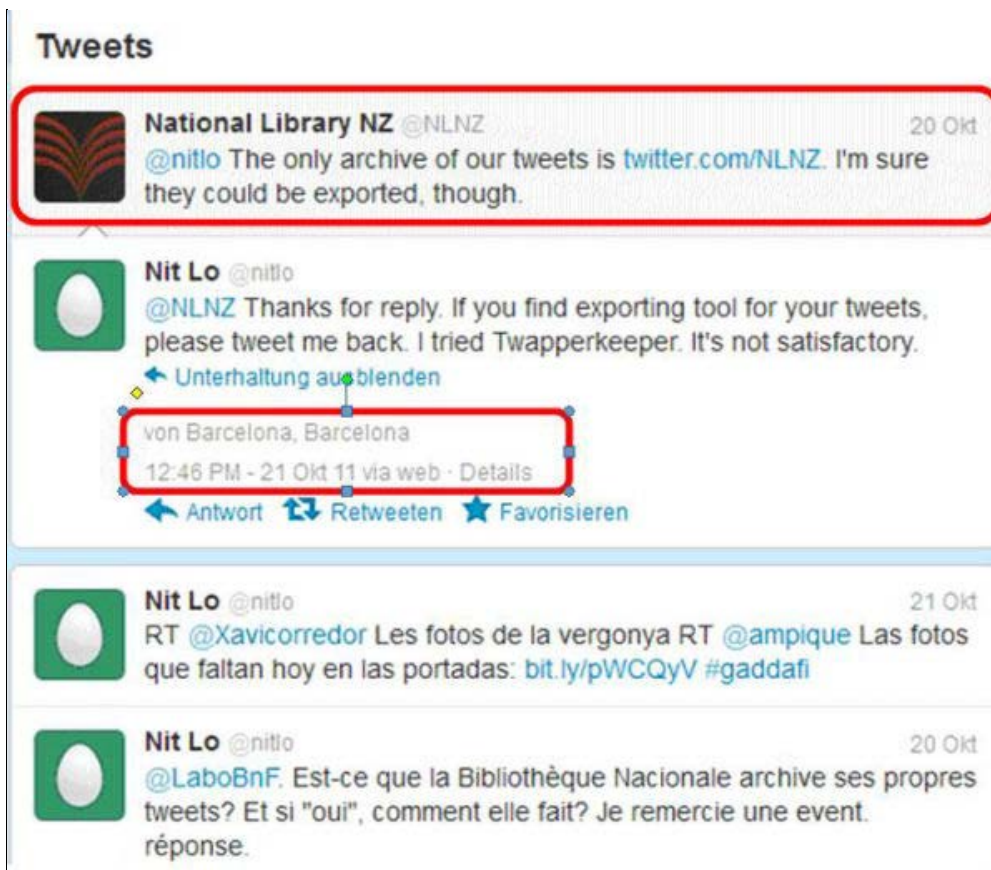 Tweets
National Library NZ @NLNZ 20 Okt
@nitlo The only archive of our tweets is twitter.com/NLNZ. I'm sure
they could be exported, though.
Nit Lo @nitlo
@NLNZ Thanks for reply. If you find exporting tool for your tweets,
please tweet me back. I tried Twapperkeeper. It's not satisfactory.
Unterhaltung ausblenden
von Barcelona, Barcelona
12:46 PM - 21 Okt 11 via web · Details
Antwort Retweeten Favorisieren
Nit Lo @nitlo 21 Okt
RT @Xavicorredor Les fotos de la vergonya RT @ampique Las fotos
que faltan hoy en las portadas: bit.ly/pWCQyV #gaddafi
Nit Lo @nitlo 20 Okt
@LaboBnF. Est-ce que la Bibliothèque Nacionale archive ses propres
tweets? Et si "oui", comment elle fait? Je remercie une event.
réponse.